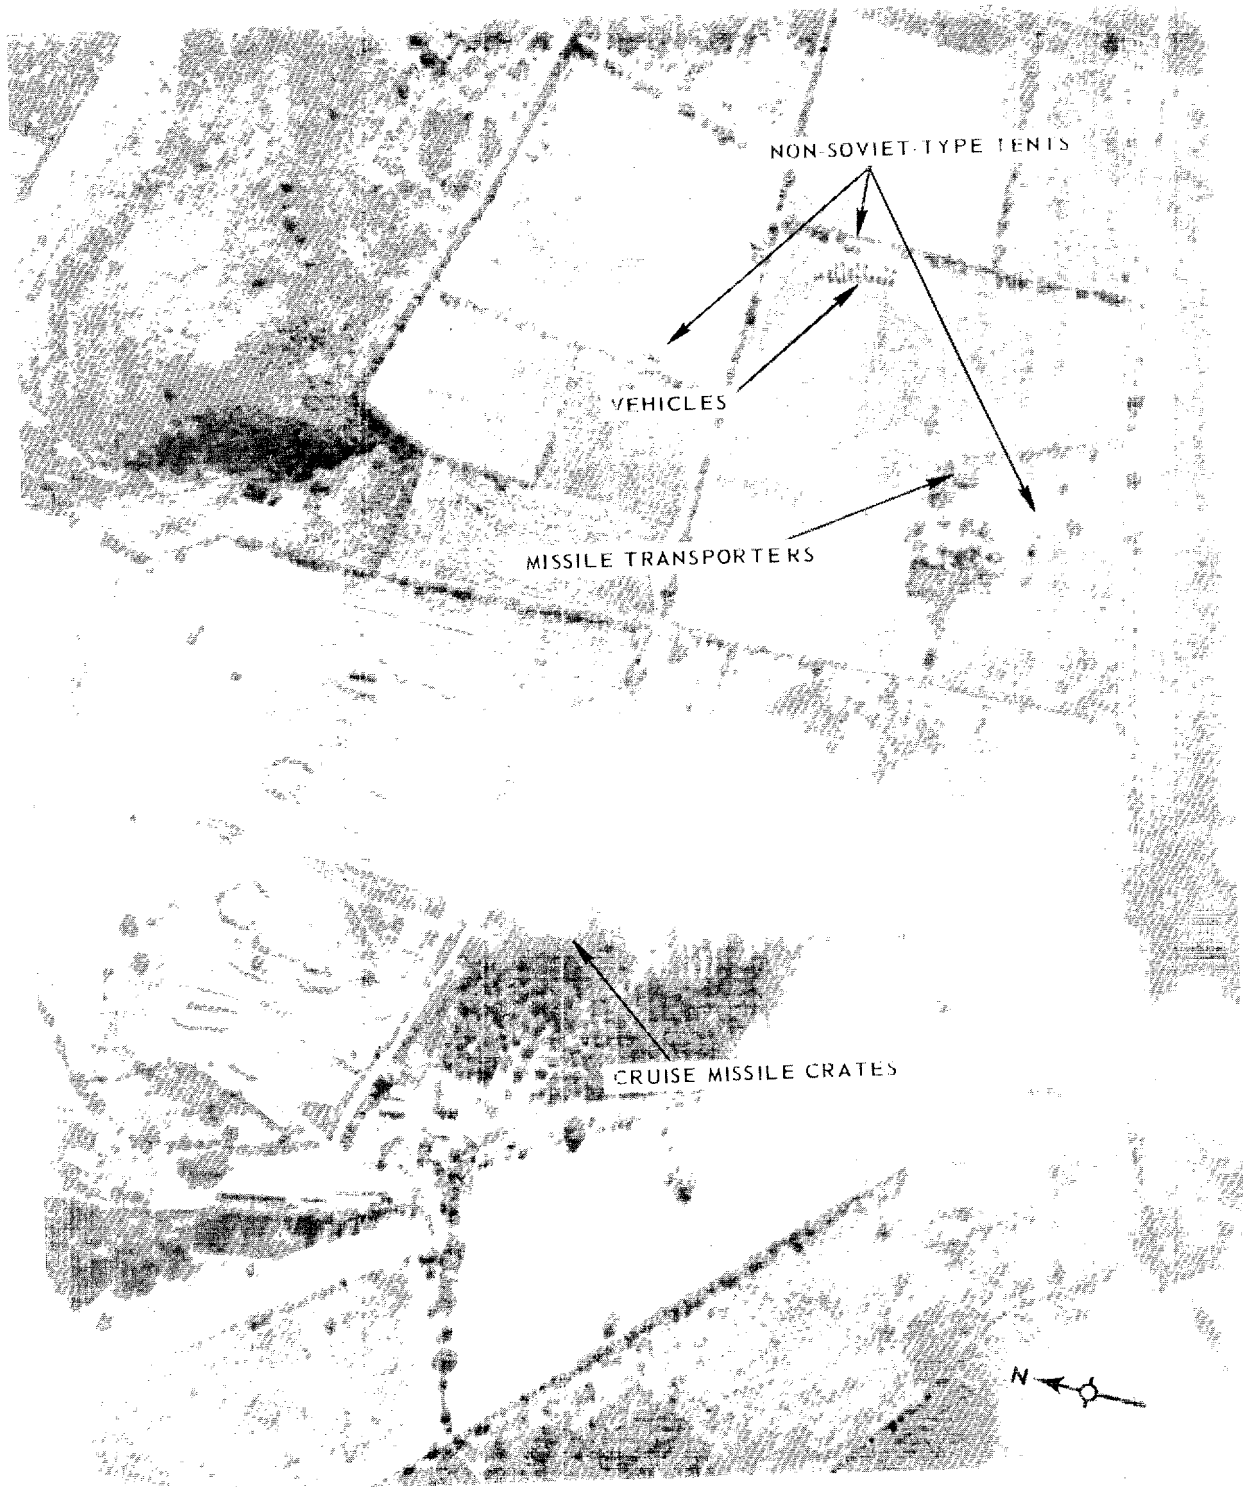 NON-SOVIET-TYPE TENTS
VEHICLES
MISSILE TRANSPORTERS
CRUISE MISSILE CRATES
N